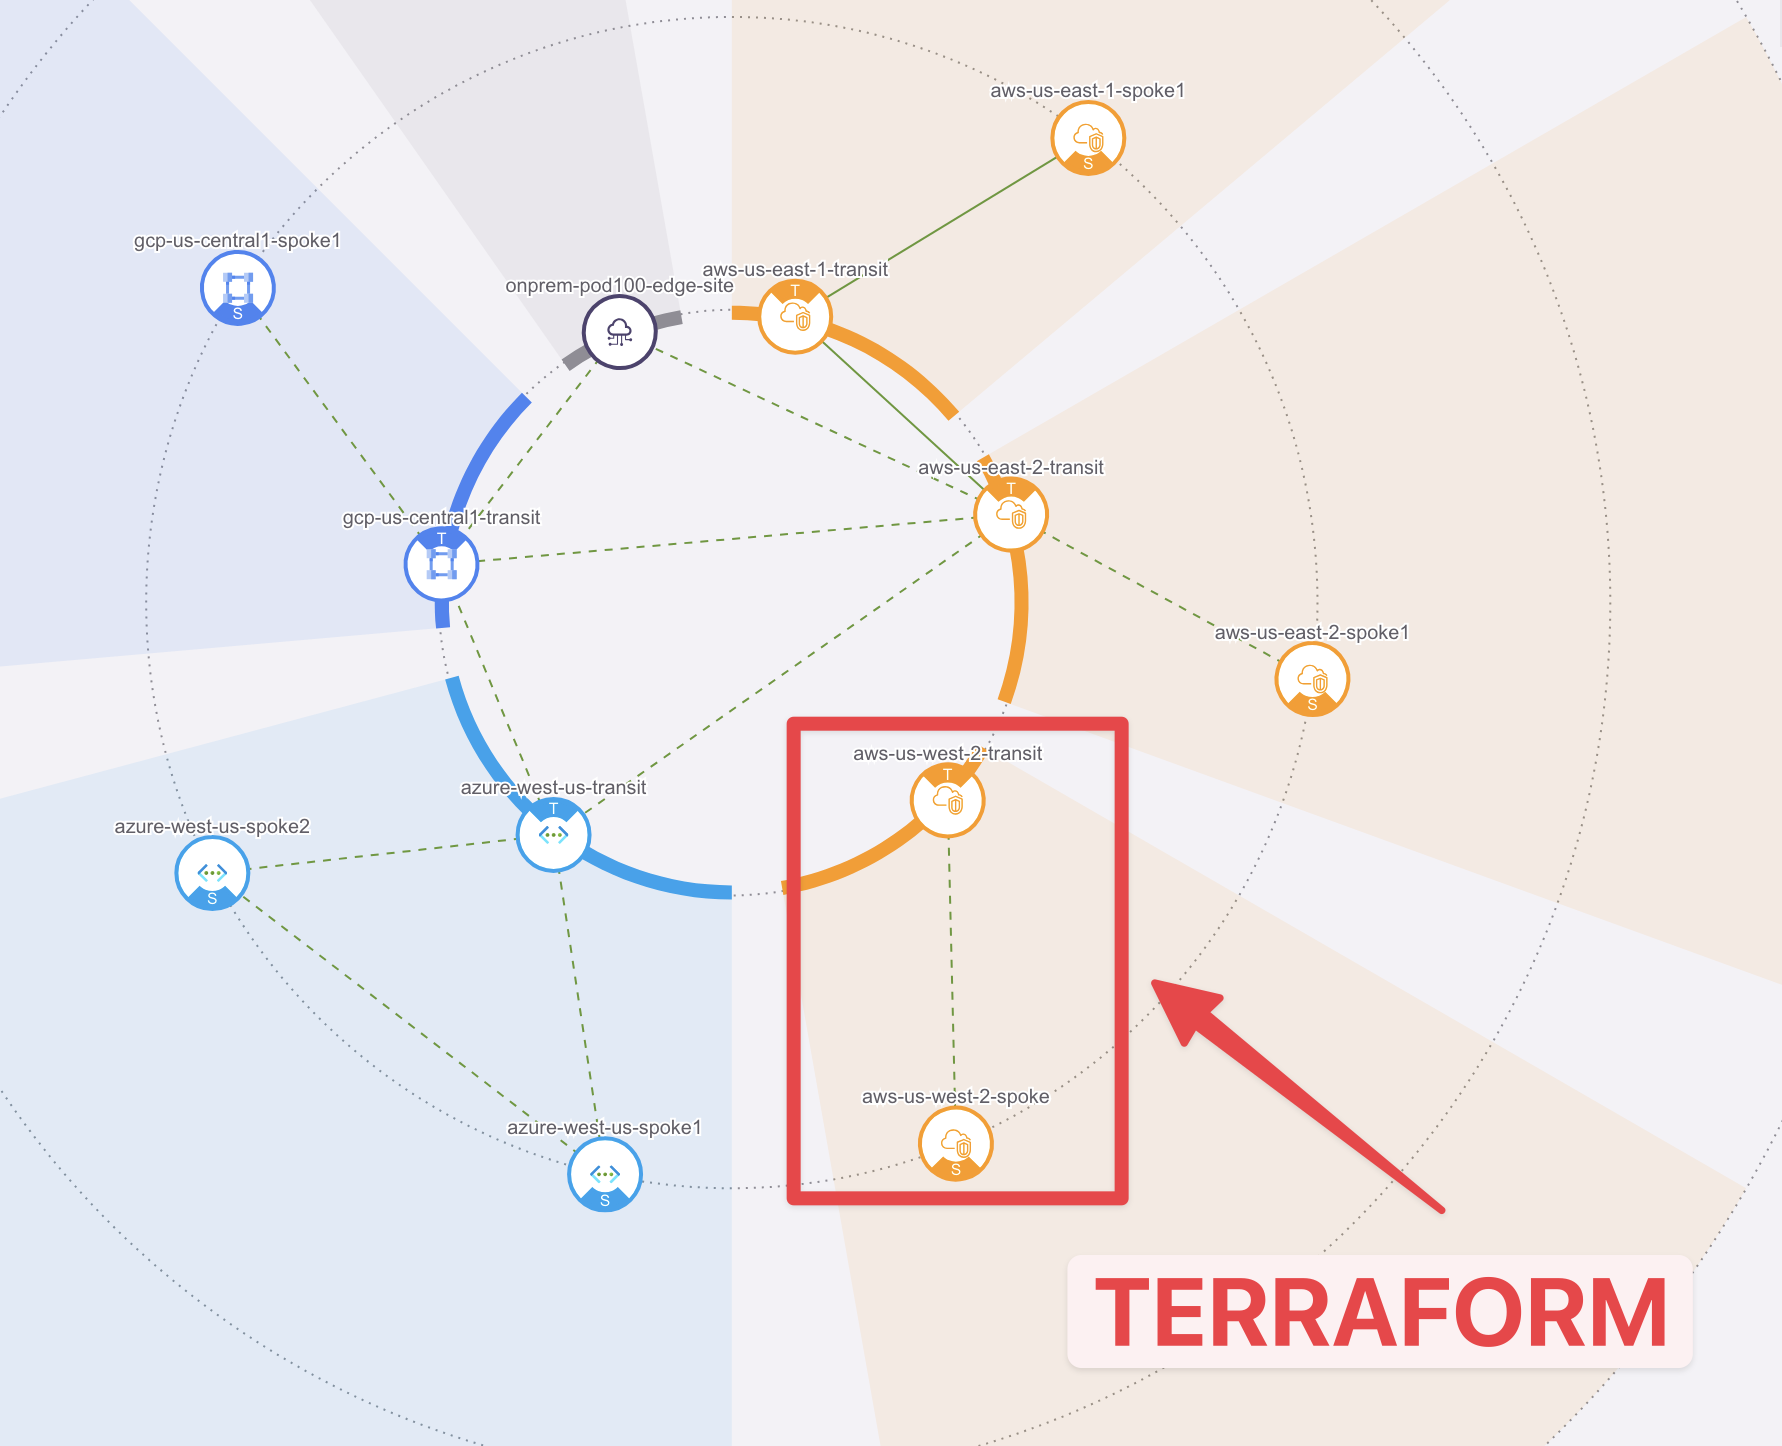 aws-us-east-1-spoke1
S
gcp-us-central1-spoke1
S
aws-us-east-1-transit
T
onprem-pod100-edge-site
aws-us-east-2-transit
T
gcp-us-central1-transit
T
aws-us-east-2-spoke1
S
aws-us-west-2-transit
T
azure-west-us-transit
T
azure-west-us-spoke2
S
aws-us-west-2-spoke
S
azure-west-us-spoke1
S
TERRAFORM